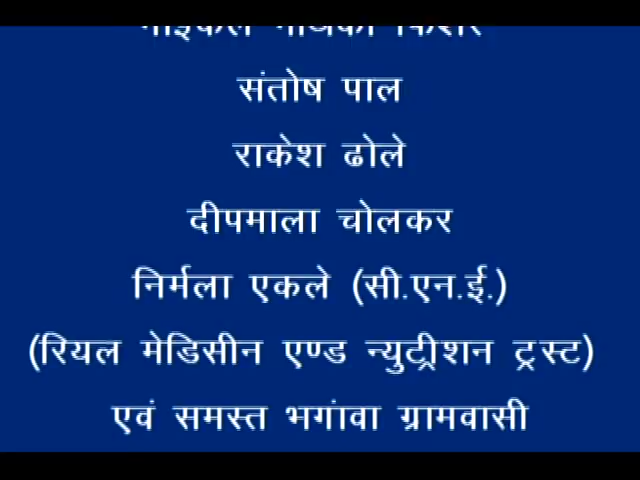 संतोष पाल
राकेश ढोले
दीपमाला चोलकर
निर्मला एकले (सी.एन.ई.)
(रियल मेडिसीन एण्ड न्युट्रीशन ट्रस्ट)
एवं समस्त भगांवा ग्रामवासी